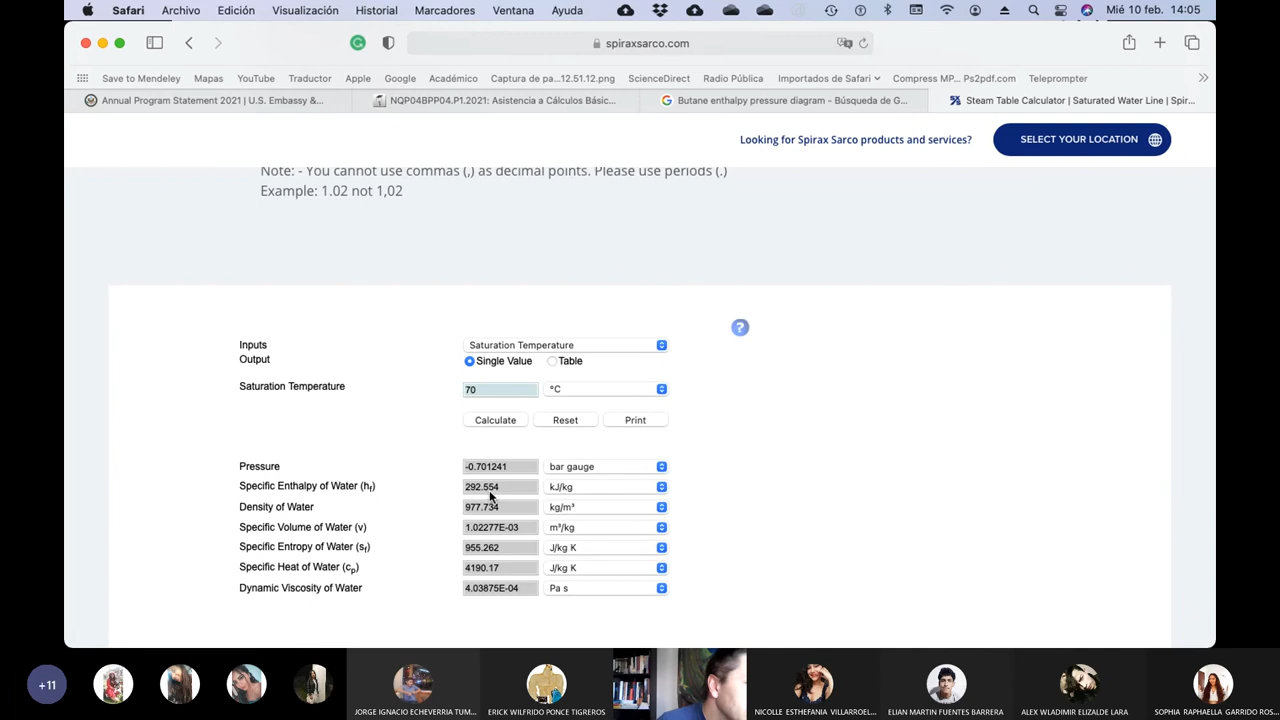 Safari Archivo Edición Visualización Historial Marcadores Ventana Ayuda Mié 10 feb. 14:05
spiraxsarco.com
Save to Mendeley Mapas YouTube Traductor Apple Google Académico Captura de pa...12.51.12.png ScienceDirect Radio Pública Importados de Safari Compress MP... Ps2pdf.com Teleprompter
Annual Program Statement 2021 | U.S. Embassy &... NQP04BPP04.P1.2021: Asistencia a Cálculos Básic... Butane enthalpy pressure diagram - Búsqueda de G... Steam Table Calculator | Saturated Water Line | Spir...
Looking for Spirax Sarco products and services? SELECT YOUR LOCATION
Note: - You cannot use commas (,) as decimal points. Please use periods (.)
Example: 1.02 not 1,02
?
Inputs Saturation Temperature
Output Single Value Table
Saturation Temperature 70 °C
Calculate Reset Print
Pressure -0.701241 bar gauge
Specific Enthalpy of Water (hf) 292.554 kJ/kg
Density of Water 977.734 kg/m³
Specific Volume of Water (v) 1.02277E-03 m³/kg
Specific Entropy of Water (sf) 955.262 J/kg K
Specific Heat of Water (cp) 4190.17 J/kg K
Dynamic Viscosity of Water 4.03875E-04 Pa s
+11
JORGE IGNACIO ECHEVERRIA TUM... ERICK WILFRIDO PONCE TIGREROS NICOLLE ESTHEFANIA VILLARROEL... ELIAN MARTIN FUENTES BARRERA ALEX WLADIMIR ELIZALDE LARA SOPHIA RAPHAELLA GARRIDO ROS...